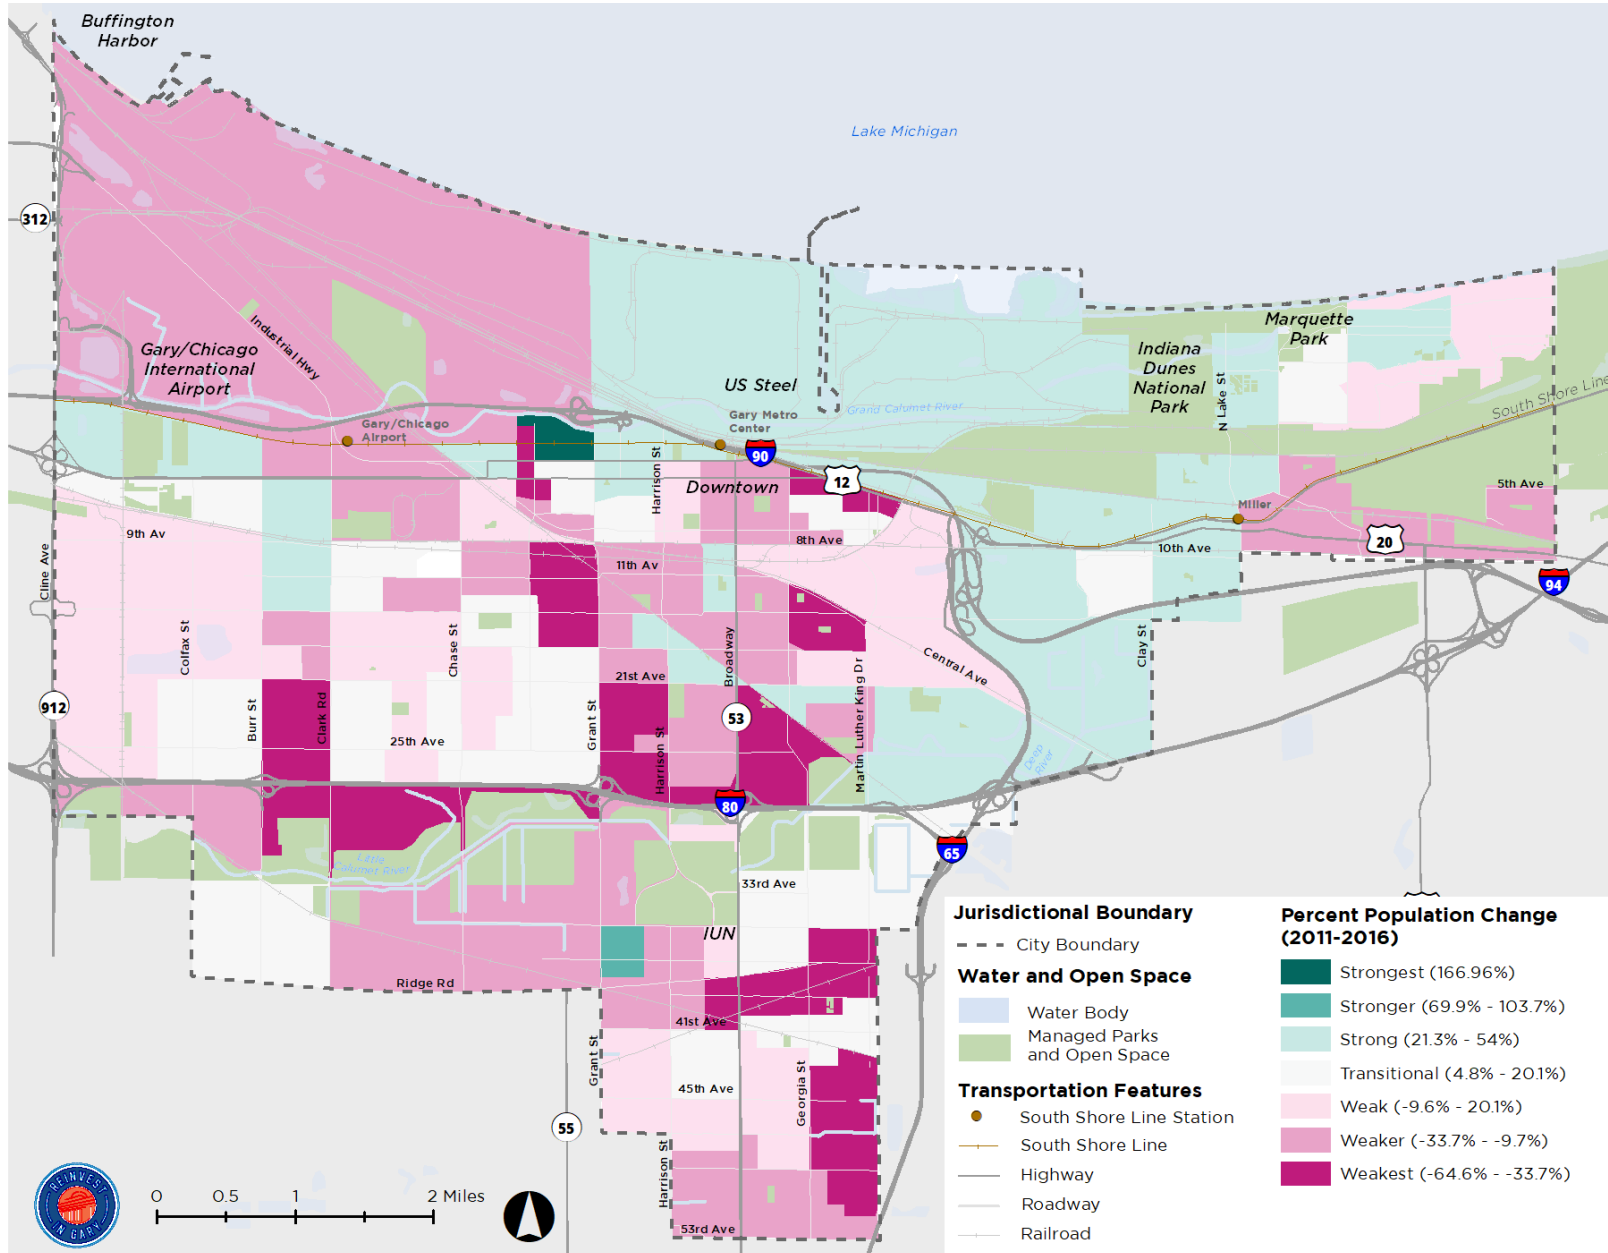 Buffington
Harbor
Lake Michigan
312
Industrial Hwy
Gary/Chicago
International
Airport
US Steel
Marquette
Park
Indiana
Dunes
National
Park
N Lake St
South Shore Line
Grand Calumet River
Gary Metro
Center
Gary/Chicago
Airport
90
Harrison St
Downtown
12
5th Ave
Miller
9th Av
8th Ave
10th Ave
20
11th Av
94
Cline Ave
Colfax St
Chase St
Broadway
Central Ave
Clay St
21st Ave
912
Burr St
Clark Rd
Grant St
Harrison St
53
Martin Luther King Dr
25th Ave
Deep
River
80
65
Little
Calumet River
33rd Ave
IUN
Ridge Rd
41st Ave
Grant St
45th Ave
Georgia St
55
Harrison St
53rd Ave
REINVEST
IN GARY
0 0.5 1 2 Miles
Jurisdictional Boundary
City Boundary
Water and Open Space
Water Body
Managed Parks
and Open Space
Transportation Features
South Shore Line Station
South Shore Line
Highway
Roadway
Railroad
Percent Population Change
(2011-2016)
Strongest (166.96%)
Stronger (69.9% - 103.7%)
Strong (21.3% - 54%)
Transitional (4.8% - 20.1%)
Weak (-9.6% - 20.1%)
Weaker (-33.7% - -9.7%)
Weakest (-64.6% - -33.7%)